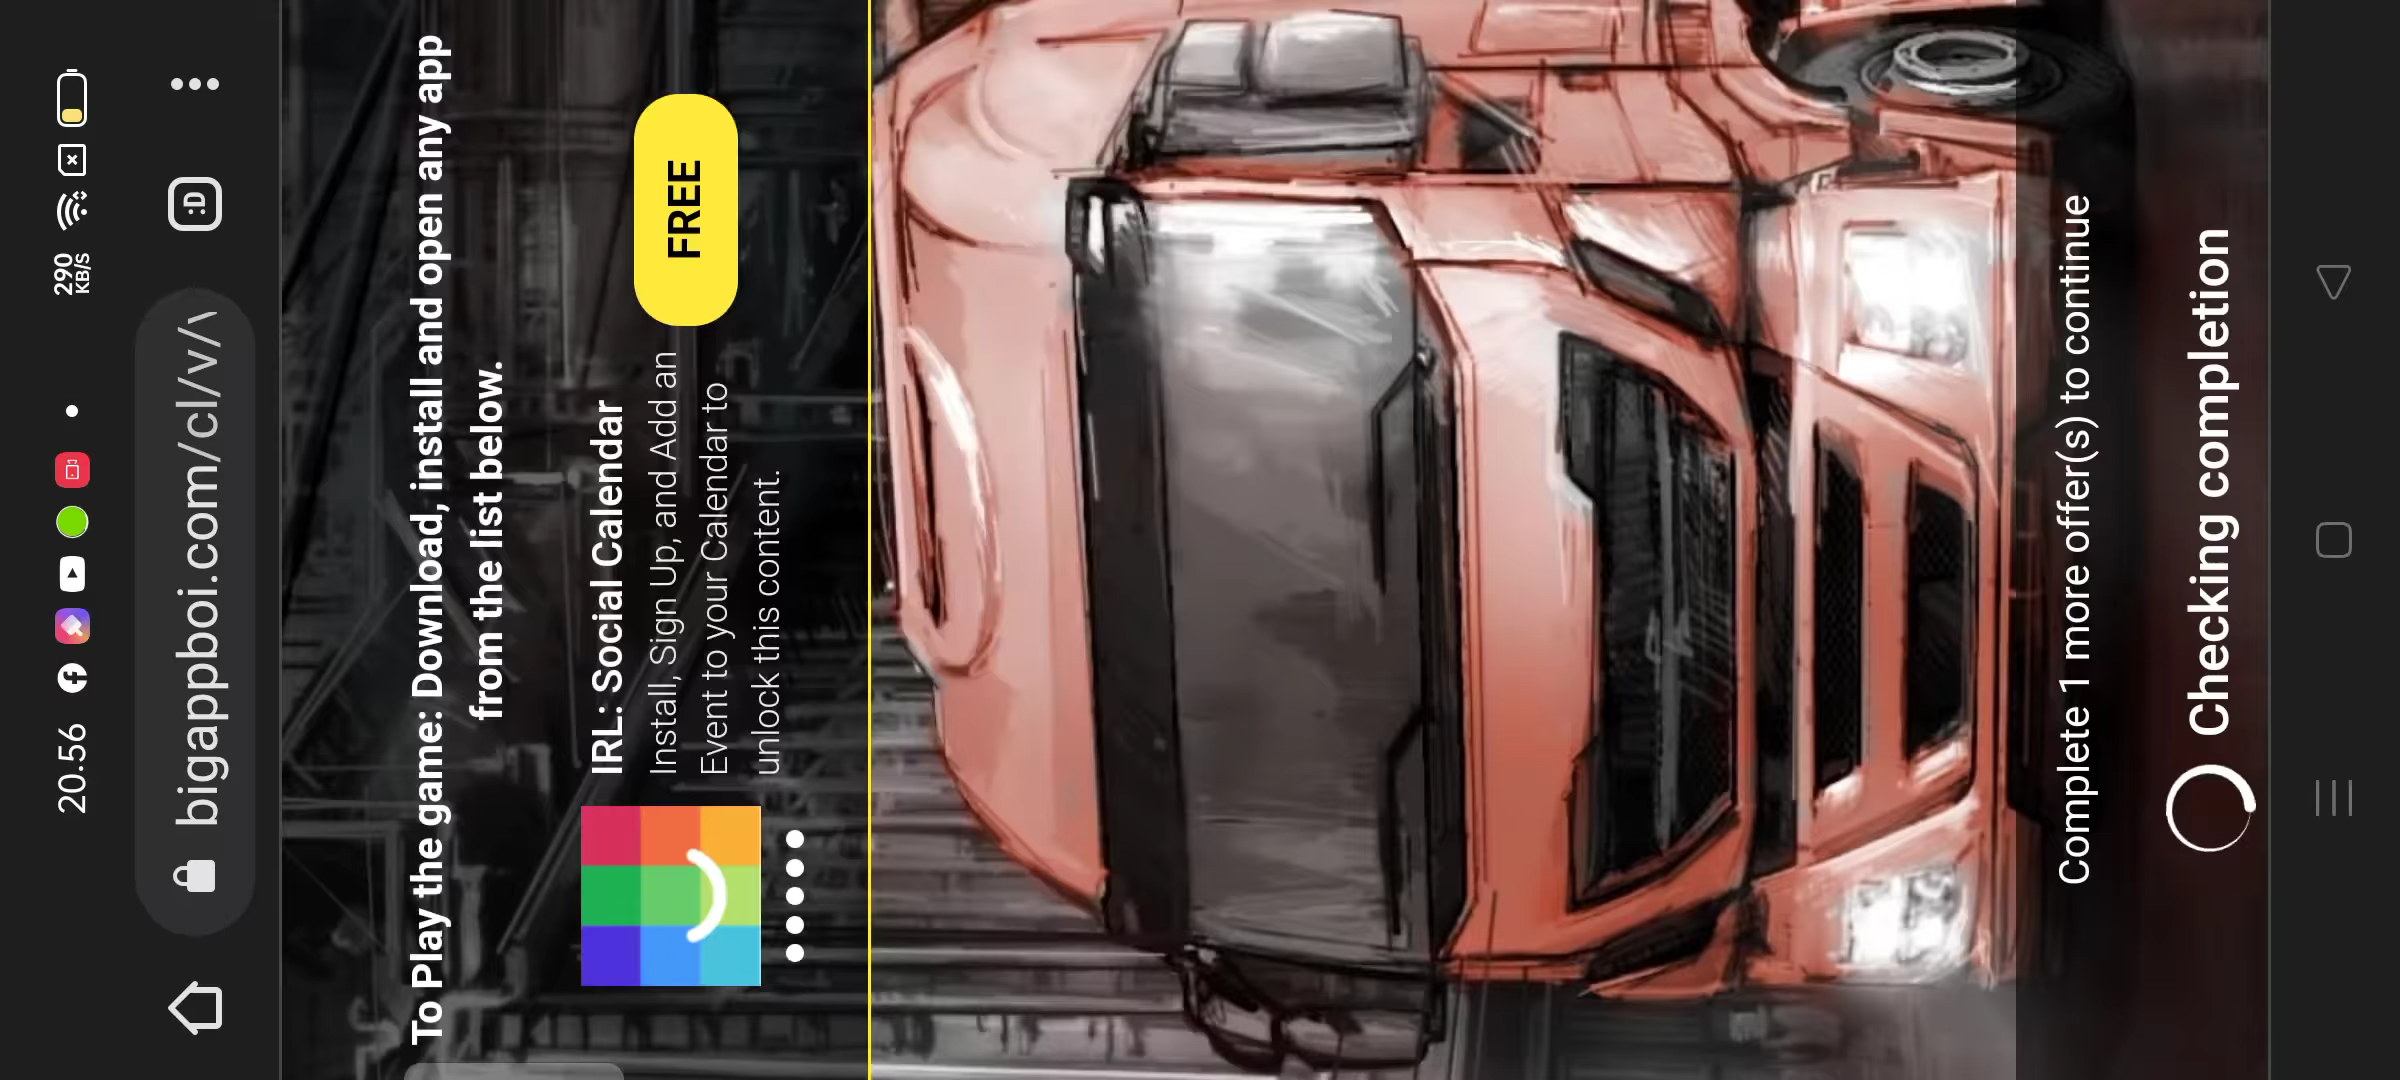 20.56
290
KB/S
bigappboi.com/cl/v/
:D
To Play the game: Download, install and open any app
from the list below.
IRL: Social Calendar
Install, Sign Up, and Add an
Event to your Calendar to
unlock this content.
FREE
Complete 1 more offer(s) to continue
Checking completion